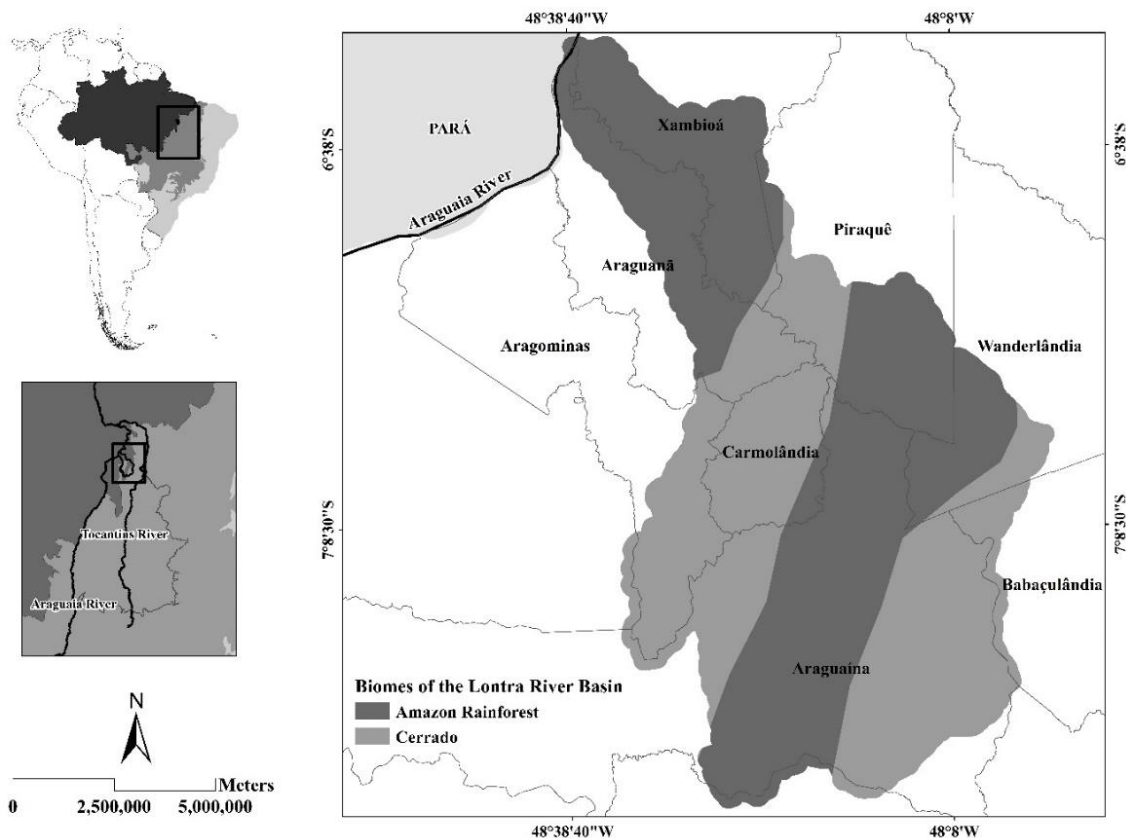 48°38'40"W
48°8'W
6°38'S
6°38'S
PARÁ
Xambioá
Araguaia River
Piraquê
Araguanã
Aragominas
Wanderlândia
Carmolândia
7°8'30"S
7°8'30"S
Tocantins River
Araguaia River
Babaçulândia
Araguaína
Biomes of the Lontra River Basin
Amazon Rainforest
Cerrado
N
Meters
0 2,500,000 5,000,000
48°38'40"W
48°8'W